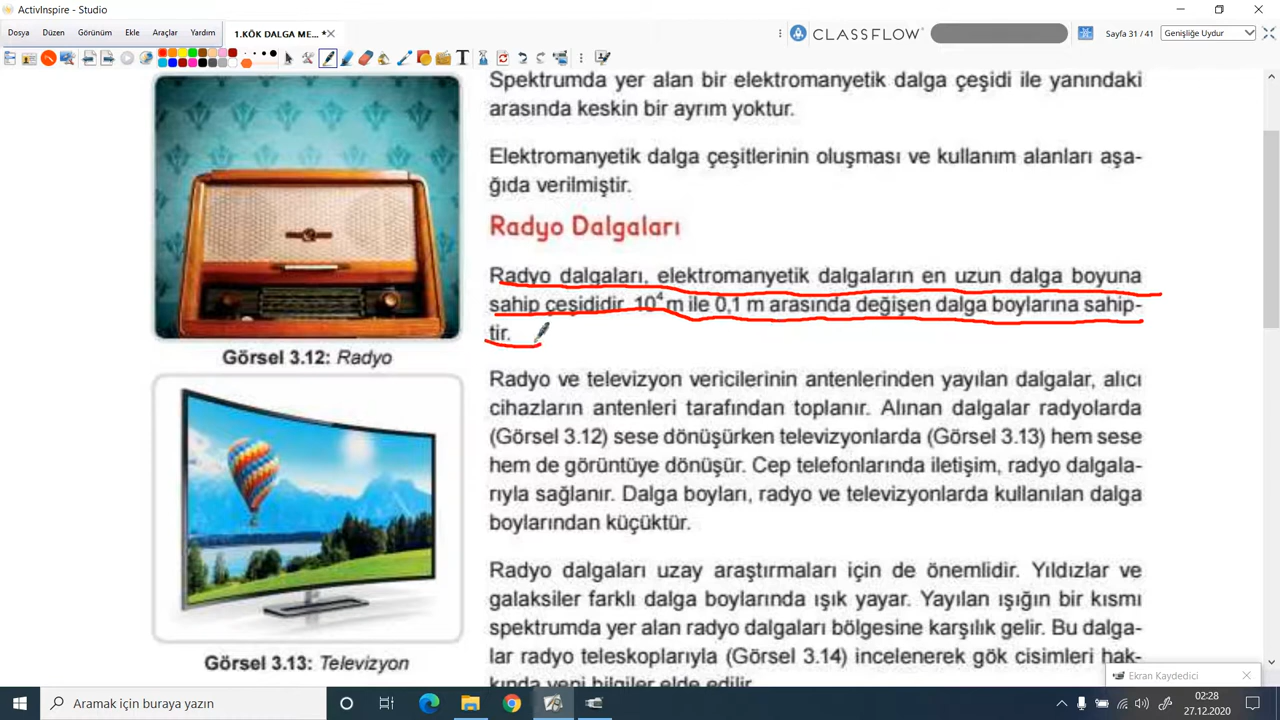 ActivInspire - Studio
Dosya Düzen Görünüm Ekle Araçlar Yardım
1.KÖK DALGA ME... *
CLASSFLOW
Sayfa 31 / 41
Genişliğe Uydur
Spektrumda yer alan bir elektromanyetik dalga çeşidi ile yanındaki
arasında keskin bir ayrım yoktur.
Elektromanyetik dalga çeşitlerinin oluşması ve kullanım alanları aşa-
ğıda verilmiştir.
Radyo Dalgaları
Radyo dalgaları, elektromanyetik dalgaların en uzun dalga boyuna
sahip çeşididir. 10⁴ m ile 0,1 m arasında değişen dalga boylarına sahip-
tir.
Görsel 3.12: Radyo
Radyo ve televizyon vericilerinin antenlerinden yayılan dalgalar, alıcı
cihazların antenleri tarafından toplanır. Alınan dalgalar radyolarda
(Görsel 3.12) sese dönüşürken televizyonlarda (Görsel 3.13) hem sese
hem de görüntüye dönüşür. Cep telefonlarında iletişim, radyo dalgala-
rıyla sağlanır. Dalga boyları, radyo ve televizyonlarda kullanılan dalga
boylarından küçüktür.
Radyo dalgaları uzay araştırmaları için de önemlidir. Yıldızlar ve
galaksiler farklı dalga boylarında ışık yayar. Yayılan ışığın bir kısmı
spektrumda yer alan radyo dalgaları bölgesine karşılık gelir. Bu dalga-
lar radyo teleskoplarıyla (Görsel 3.14) incelenerek gök cisimleri hak-
kında yeni bilgiler elde edilir.
Görsel 3.13: Televizyon
Ekran Kaydedici
Aramak için buraya yazın
02:28
27.12.2020